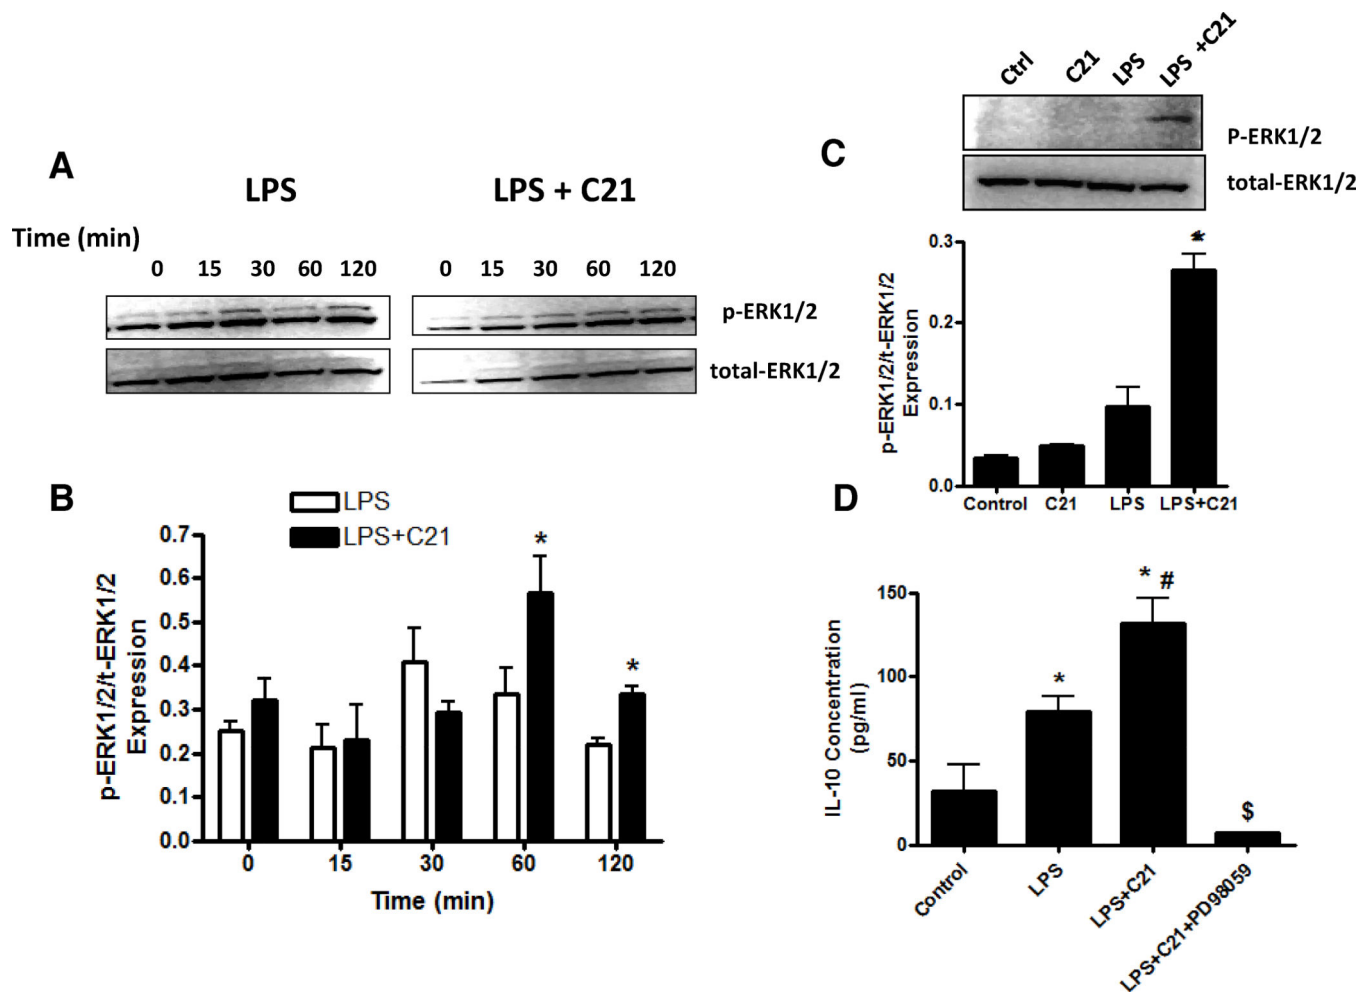 A
LPS
LPS + C21
Time (min)
0 15 30 60 120
0 15 30 60 120
p-ERK1/2
total-ERK1/2
B
LPS
LPS+C21
p-ERK1/2/t-ERK1/2
Expression
0.7
0.6
0.5
0.4
0.3
0.2
0.1
0.0
*
*
0 15 30 60 120
Time (min)
C
Ctrl C21 LPS LPS +C21
P-ERK1/2
total-ERK1/2
p-ERK1/2/t-ERK1/2
Expression
0.3
0.2
0.1
0.0
*
Control C21 LPS LPS+C21
D
IL-10 Concentration
(pg/ml)
150
100
50
0
*
* #
$
Control
LPS
LPS+C21
LPS+C21+PD98059